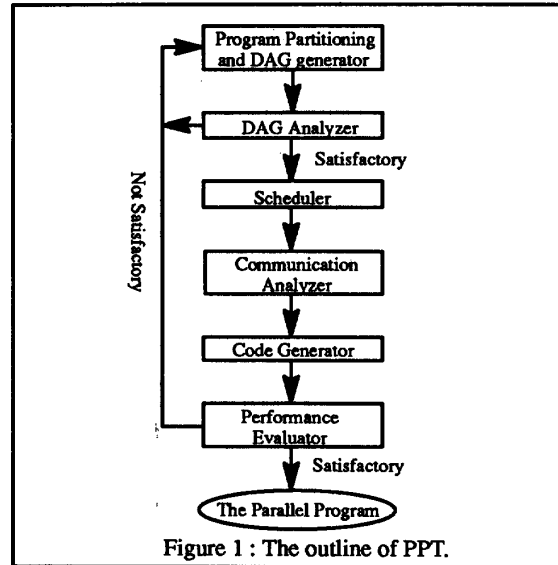 Program Partitioning
and DAG generator
DAG Analyzer
Satisfactory
Not Satisfactory
Scheduler
Communication
Analyzer
Code Generator
Performance
Evaluator
Satisfactory
The Parallel Program
Figure 1 : The outline of PPT.